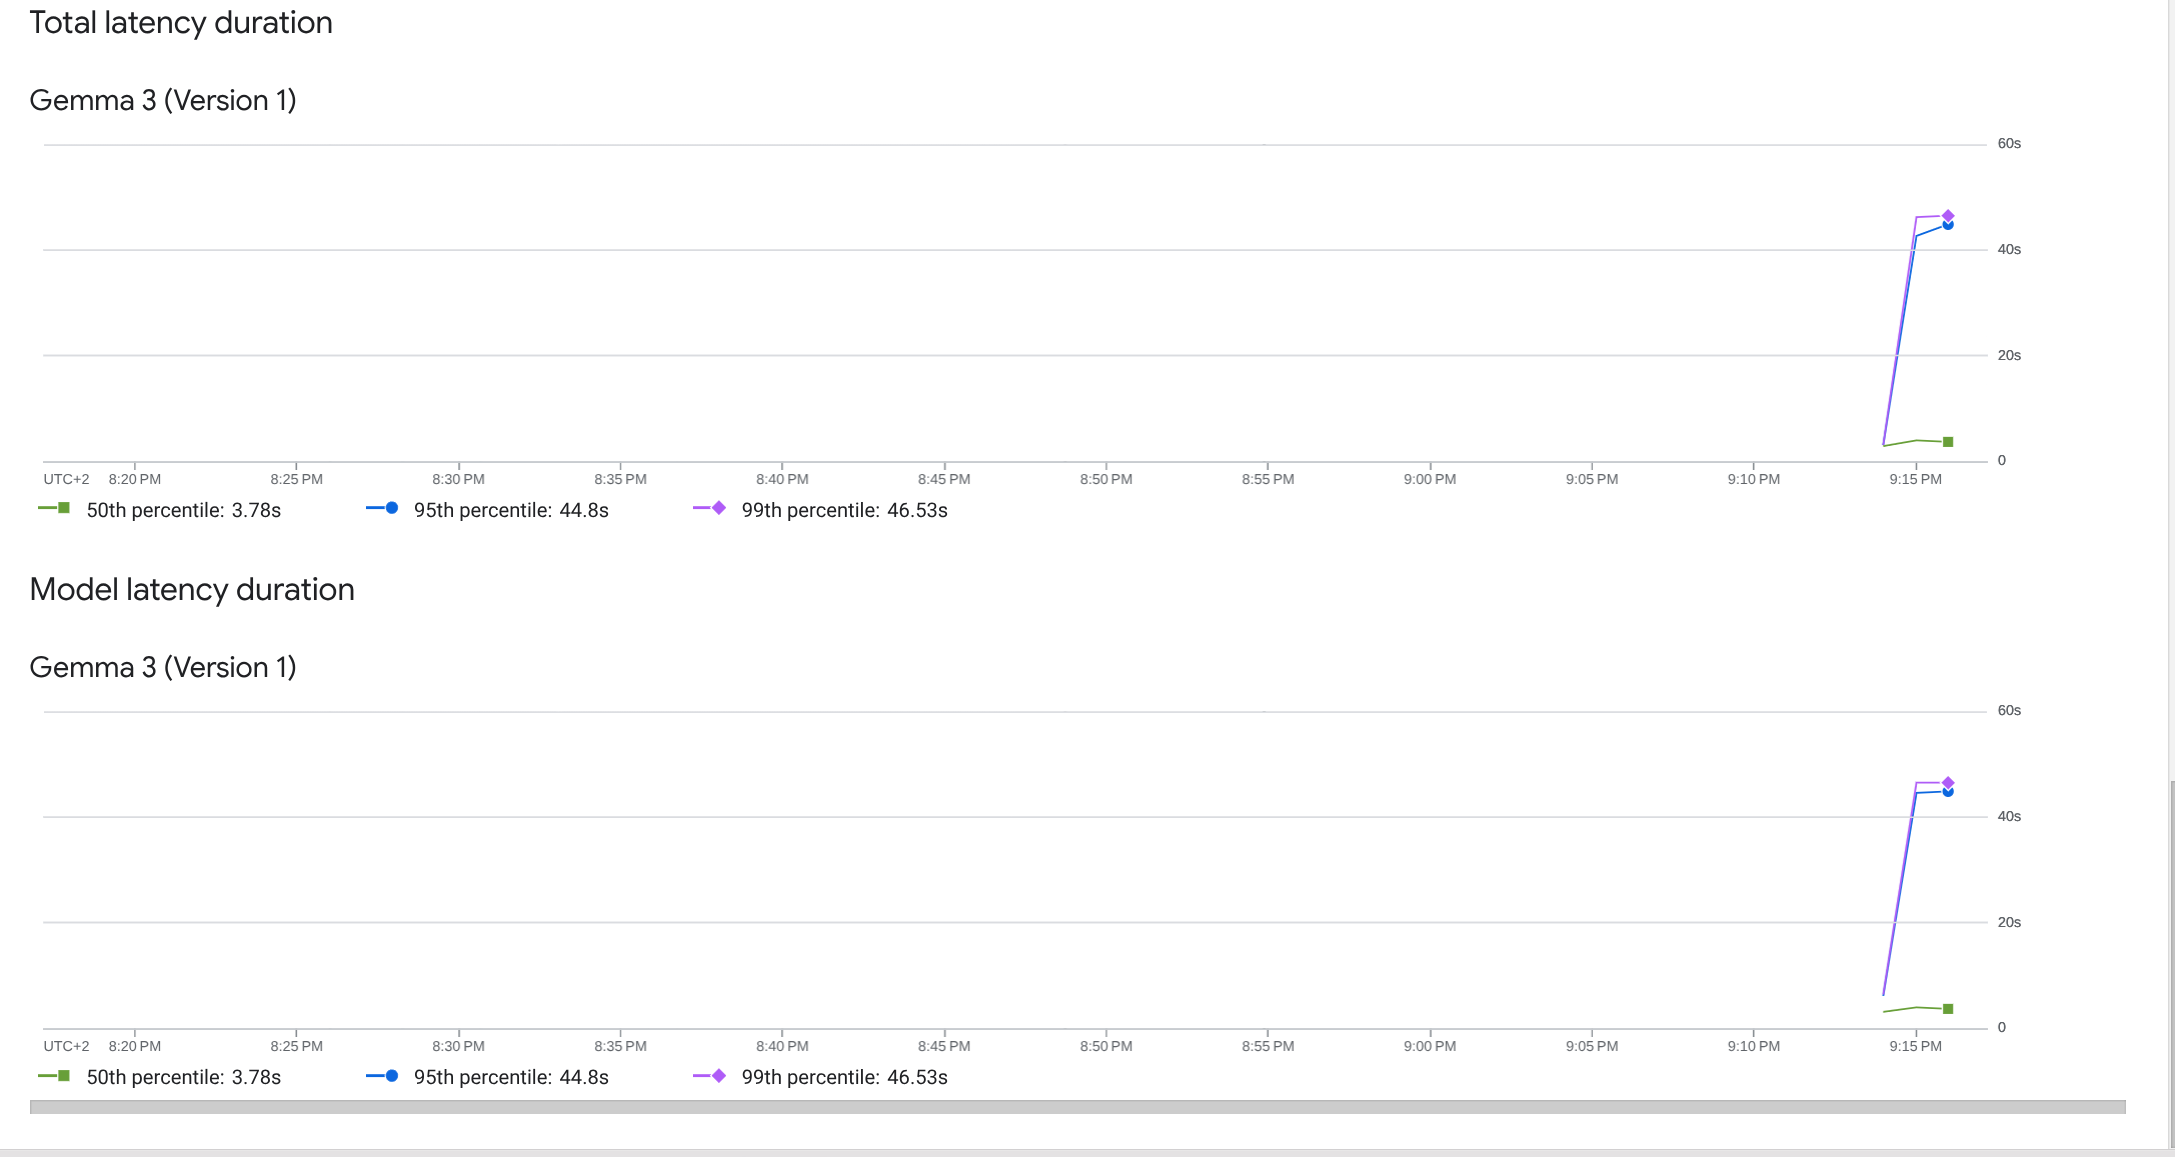 Total latency duration
Gemma 3 (Version 1)
60s
40s
20s
0
UTC+2 8:20 PM 8:25 PM 8:30 PM 8:35 PM 8:40 PM 8:45 PM 8:50 PM 8:55 PM 9:00 PM 9:05 PM 9:10 PM 9:15 PM
50th percentile: 3.78s 95th percentile: 44.8s 99th percentile: 46.53s
Model latency duration
Gemma 3 (Version 1)
60s
40s
20s
0
UTC+2 8:20 PM 8:25 PM 8:30 PM 8:35 PM 8:40 PM 8:45 PM 8:50 PM 8:55 PM 9:00 PM 9:05 PM 9:10 PM 9:15 PM
50th percentile: 3.78s 95th percentile: 44.8s 99th percentile: 46.53s